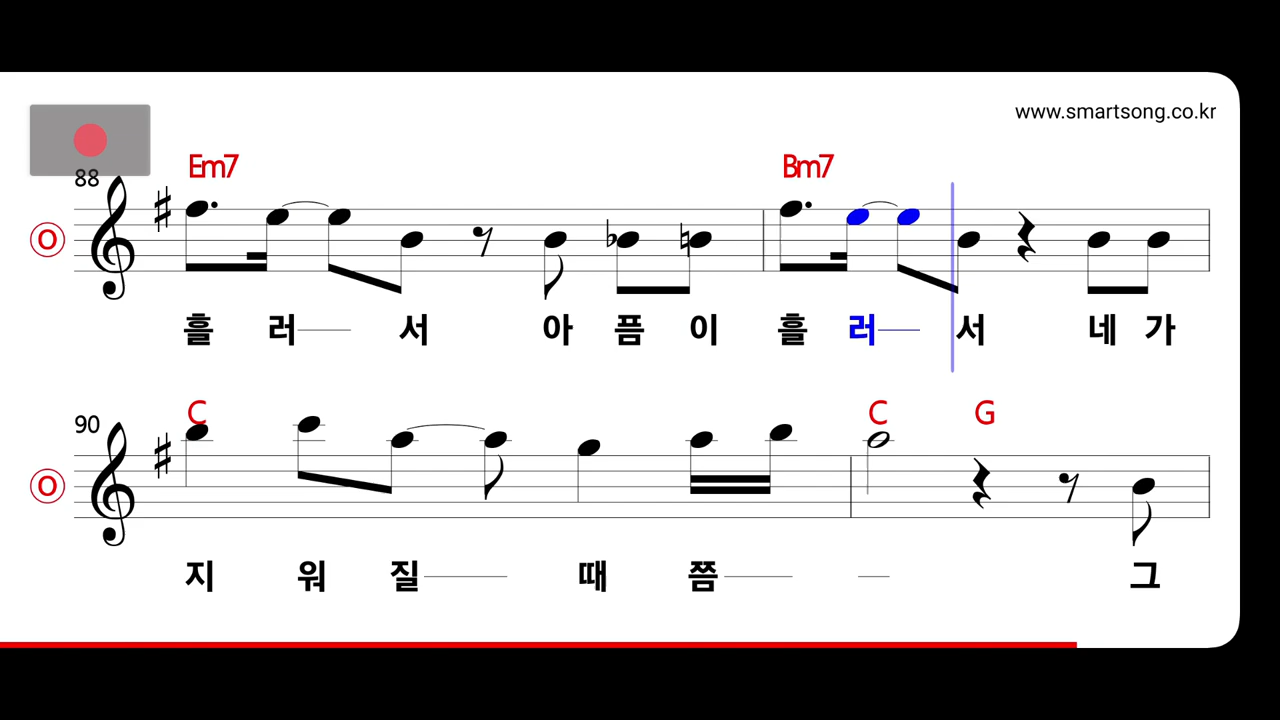 www.smartsong.co.kr
88
Em7 Bm7
O
흘 러 서 아 픔 이 흘 러 서 네 가
90
C C G
O
지 워 질 때 쯤 그